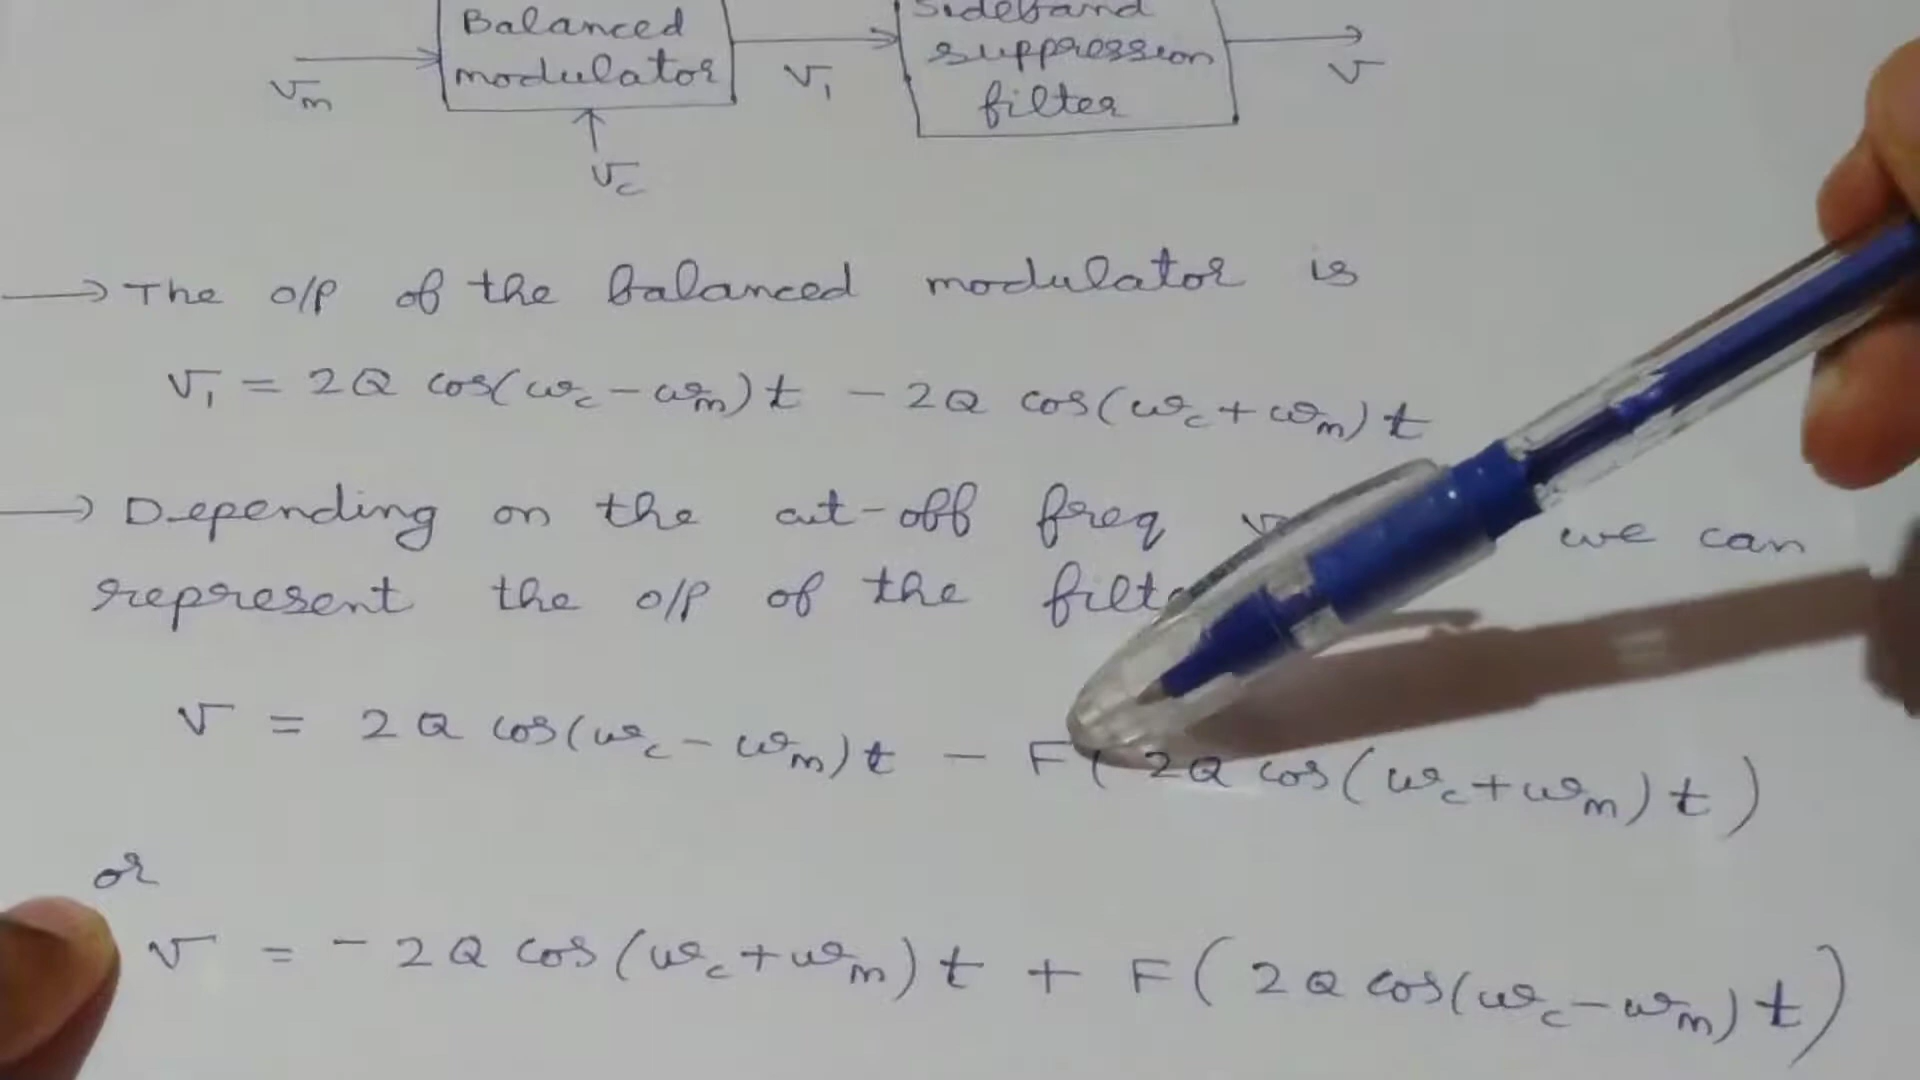 Balanced modulator
Sideband suppression filter
Vm
V1
V
Vc
→ The o/p of the balanced modulator is
V1 = 2Q cos(ωc - ωm)t - 2Q cos(ωc + ωm)t
→ Depending on the cut-off freq we can
represent the o/p of the
V = 2Q cos(ωc - ωm)t - F(2Q cos(ωc + ωm)t)
or
V = -2Q cos(ωc + ωm)t + F(2Q cos(ωc - ωm)t)